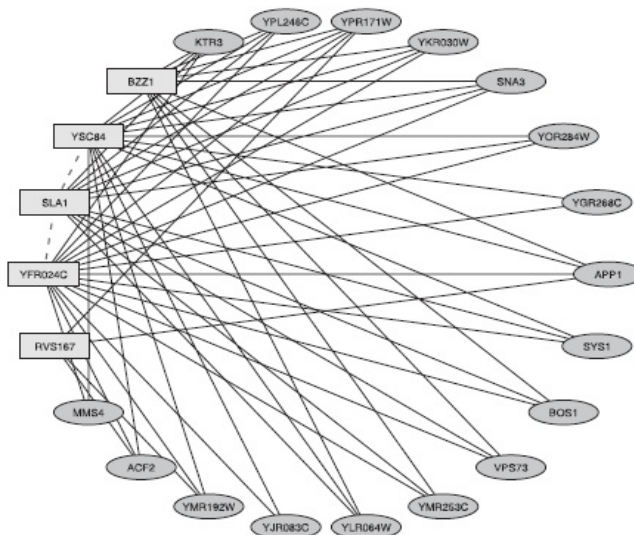 YPL246C
YPR171W
KTR3
YKR030W
BZZ1
SNA3
YSC84
YOR284W
SLA1
YGR268C
YFR024C
APP1
RVS167
SYS1
MMS4
BOS1
ACF2
VPS73
YMR192W
YMR253C
YJR083C
YLR064W